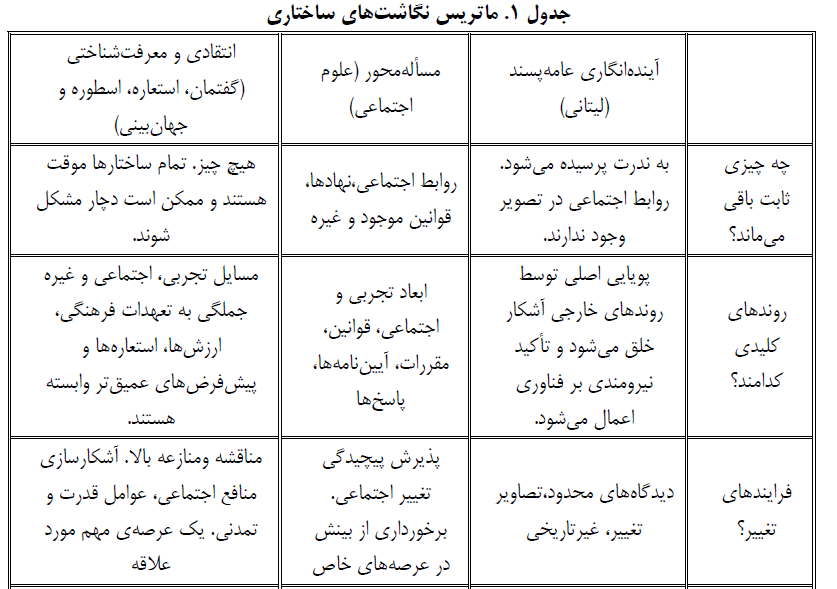 جدول ۱. ماتریس نگاشت‌های ساختاری
آینده‌انگاری عامه‌پسند
(لیتانی)
مسأله‌محور (علوم
اجتماعی)
انتقادی و معرفت‌شناختی
(گفتمان، استعاره، اسطوره و
جهان‌بینی)
چه چیزی
ثابت باقی
می‌ماند؟
به ندرت پرسیده می‌شود.
روابط اجتماعی در تصویر
وجود ندارند.
روابط اجتماعی،نهادها،
قوانین موجود و غیره
هیچ چیز. تمام ساختارها موقت
هستند و ممکن است دچار مشکل
شوند.
روندهای
کلیدی
کدامند؟
پویایی اصلی توسط
روندهای خارجی آشکار
خلق می‌شود و تأکید
نیرومندی بر فناوری
اعمال می‌شود.
ابعاد تجربی و
اجتماعی، قوانین،
مقررات، آیین‌نامه‌ها،
پاسخ‌ها
مسایل تجربی، اجتماعی و غیره
جملگی به تعهدات فرهنگی،
ارزش‌ها، استعاره‌ها و
پیش‌فرض‌های عمیق‌تر وابسته
هستند.
فرایندهای
تغییر؟
دیدگاه‌های محدود،تصاویر
تغییر، غیرتاریخی
پذیرش پیچیدگی
تغییر اجتماعی.
برخورداری از بینش
در عرصه‌های خاص
مناقشه ومنازعه بالا. آشکارسازی
منافع اجتماعی، عوامل قدرت و
تمدنی. یک عرصه‌ی مهم مورد
علاقه